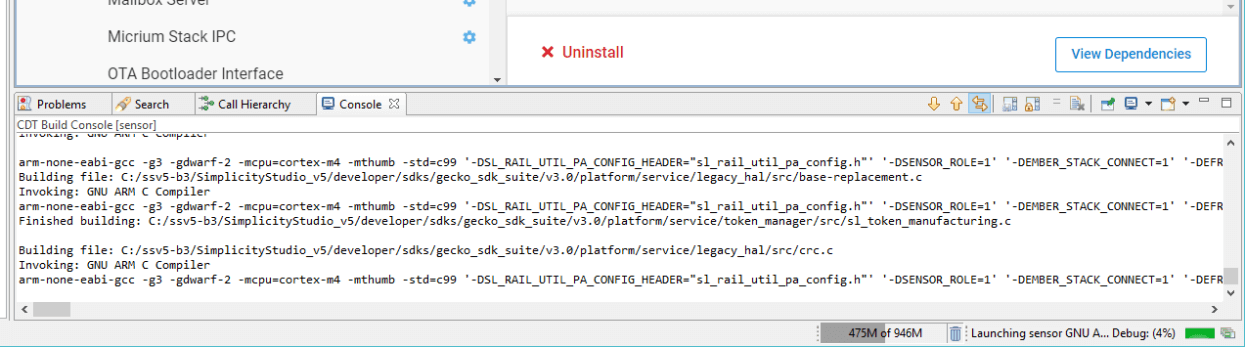 Mailbox Server
Micrium Stack IPC
OTA Bootloader Interface
Uninstall
View Dependencies
Problems
Search
Call Hierarchy
Console
CDT Build Console [sensor]
Invoking: GNU ARM C Compiler
arm-none-eabi-gcc -g3 -gdwarf-2 -mcpu=cortex-m4 -mthumb -std=c99 '-DSL_RAIL_UTIL_PA_CONFIG_HEADER="sl_rail_util_pa_config.h"' '-DSENSOR_ROLE=1' '-DEMBER_STACK_CONNECT=1' '-DEFR
Building file: C:/ssv5-b3/SimplicityStudio_v5/developer/sdks/gecko_sdk_suite/v3.0/platform/service/legacy_hal/src/base-replacement.c
Invoking: GNU ARM C Compiler
arm-none-eabi-gcc -g3 -gdwarf-2 -mcpu=cortex-m4 -mthumb -std=c99 '-DSL_RAIL_UTIL_PA_CONFIG_HEADER="sl_rail_util_pa_config.h"' '-DSENSOR_ROLE=1' '-DEMBER_STACK_CONNECT=1' '-DEFR
Finished building: C:/ssv5-b3/SimplicityStudio_v5/developer/sdks/gecko_sdk_suite/v3.0/platform/service/token_manager/src/sl_token_manufacturing.c
Building file: C:/ssv5-b3/SimplicityStudio_v5/developer/sdks/gecko_sdk_suite/v3.0/platform/service/legacy_hal/src/crc.c
Invoking: GNU ARM C Compiler
arm-none-eabi-gcc -g3 -gdwarf-2 -mcpu=cortex-m4 -mthumb -std=c99 '-DSL_RAIL_UTIL_PA_CONFIG_HEADER="sl_rail_util_pa_config.h"' '-DSENSOR_ROLE=1' '-DEMBER_STACK_CONNECT=1' '-DEFR
475M of 946M
Launching sensor GNU A... Debug: (4%)